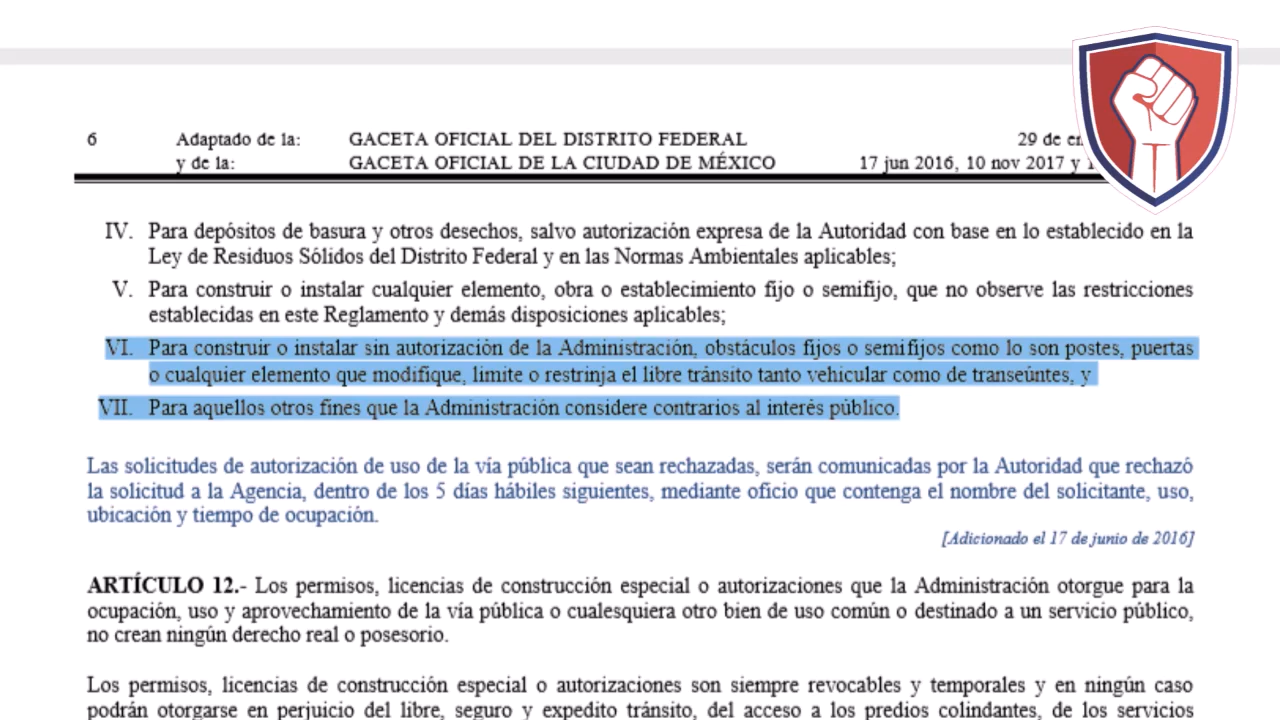 6 Adaptado de la: GACETA OFICIAL DEL DISTRITO FEDERAL 29 de
y de la: GACETA OFICIAL DE LA CIUDAD DE MÉXICO 17 jun 2016, 10 nov 2017 y
IV. Para depósitos de basura y otros desechos, salvo autorización expresa de la Autoridad con base en lo establecido en la
Ley de Residuos Sólidos del Distrito Federal y en las Normas Ambientales aplicables;
V. Para construir o instalar cualquier elemento, obra o establecimiento fijo o semifijo, que no observe las restricciones
establecidas en este Reglamento y demás disposiciones aplicables;
VI. Para construir o instalar sin autorización de la Administración, obstáculos fijos o semifijos como lo son postes, puertas
o cualquier elemento que modifique, limite o restrinja el libre tránsito tanto vehicular como de transeúntes, y
VII. Para aquellos otros fines que la Administración considere contrarios al interés público.
Las solicitudes de autorización de uso de la vía pública que sean rechazadas, serán comunicadas por la Autoridad que rechazó
la solicitud a la Agencia, dentro de los 5 días hábiles siguientes, mediante oficio que contenga el nombre del solicitante, uso,
ubicación y tiempo de ocupación.
[Adicionado el 17 de junio de 2016]
ARTÍCULO 12.- Los permisos, licencias de construcción especial o autorizaciones que la Administración otorgue para la
ocupación, uso y aprovechamiento de la vía pública o cualesquiera otro bien de uso común o destinado a un servicio público,
no crean ningún derecho real o posesorio.
Los permisos, licencias de construcción especial o autorizaciones son siempre revocables y temporales y en ningún caso
podrán otorgarse en perjuicio del libre, seguro y expedito tránsito, del acceso a los predios colindantes, de los servicios